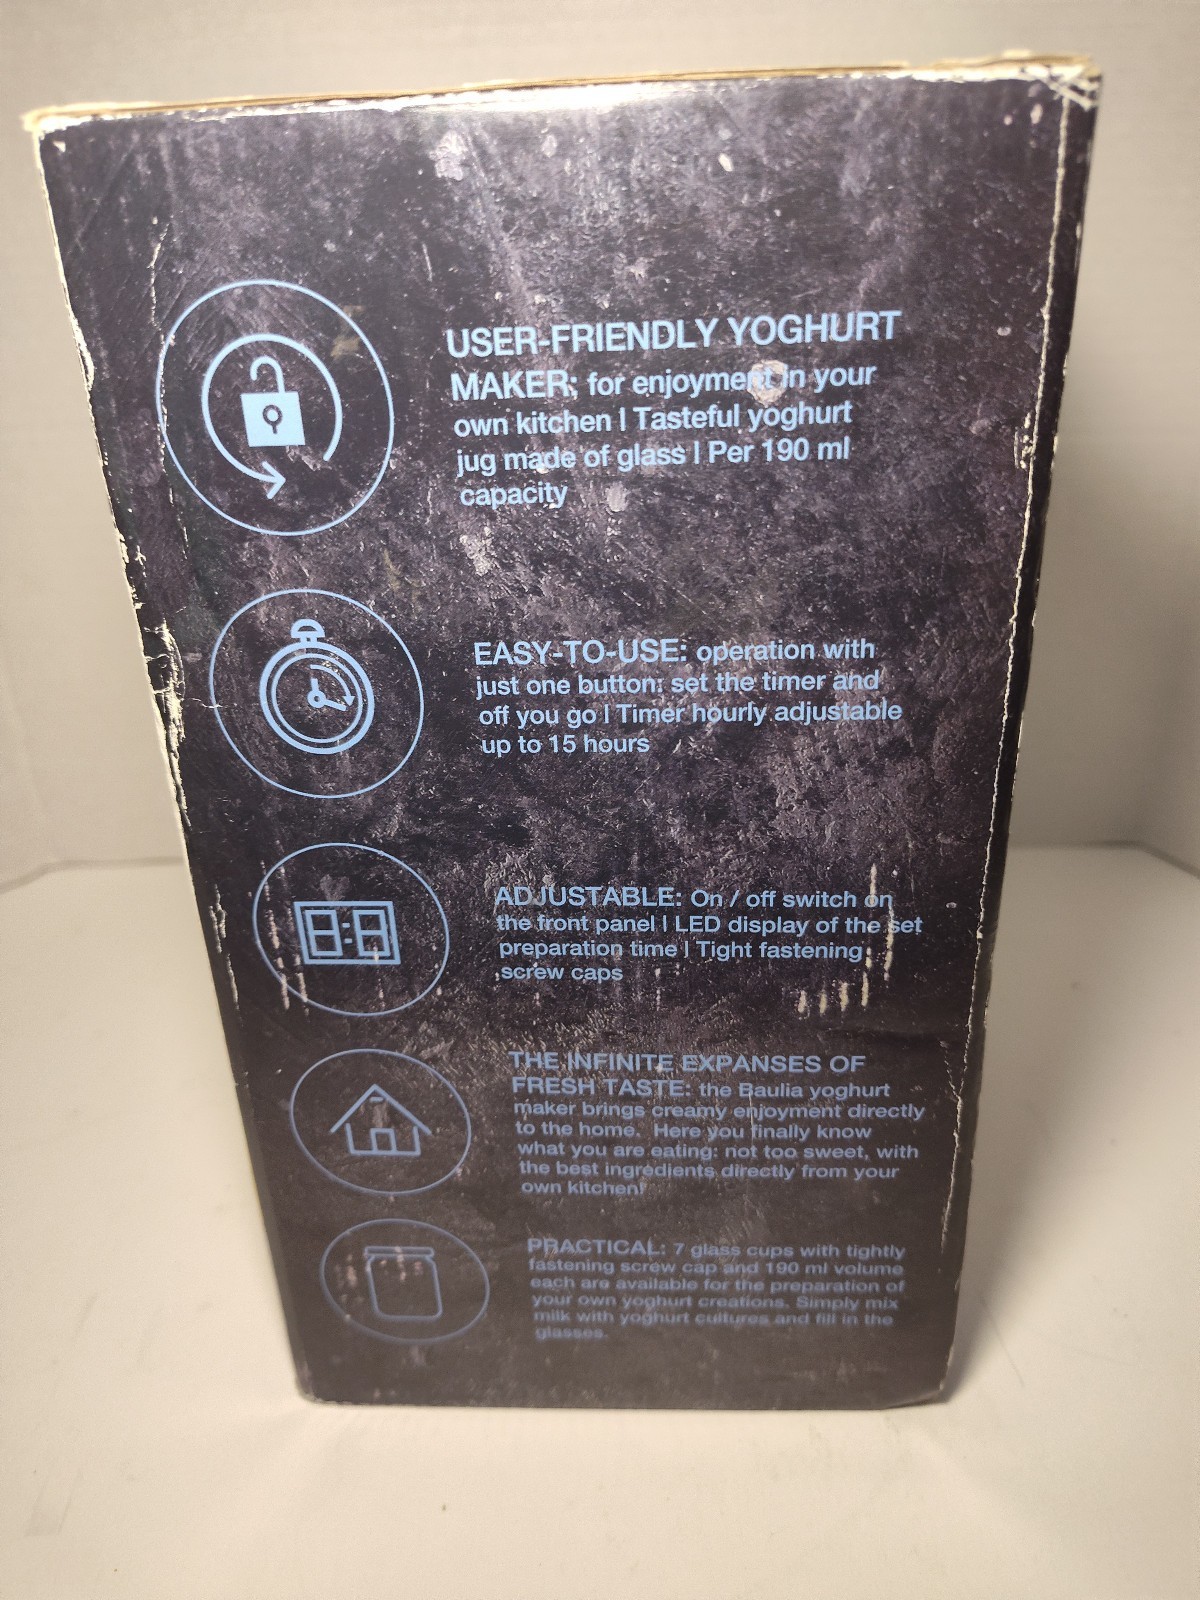 USER-FRIENDLY YOGHURT
MAKER: for enjoyment in your
own kitchen | Tasteful yoghurt
jug made of glass | Per 190 ml
capacity
EASY-TO-USE: operation with
just one button: set the timer and
off you go | Timer hourly adjustable
up to 15 hours
8:8
ADJUSTABLE: On / off switch on
the front panel | LED display of the set
preparation time | Tight fastening
screw caps
THE INFINITE EXPANSES OF
FRESH TASTE: the Baulia yoghurt
maker brings creamy enjoyment directly
to the home. Here you finally know
what you are eating: not too sweet, with
the best ingredients directly from your
own kitchen!
PRACTICAL: 7 glass cups with tightly
fastening screw cap and 190 ml volume
each are available for the preparation of
your own yoghurt creations. Simply mix
milk with yoghurt cultures and fill in the
glasses.